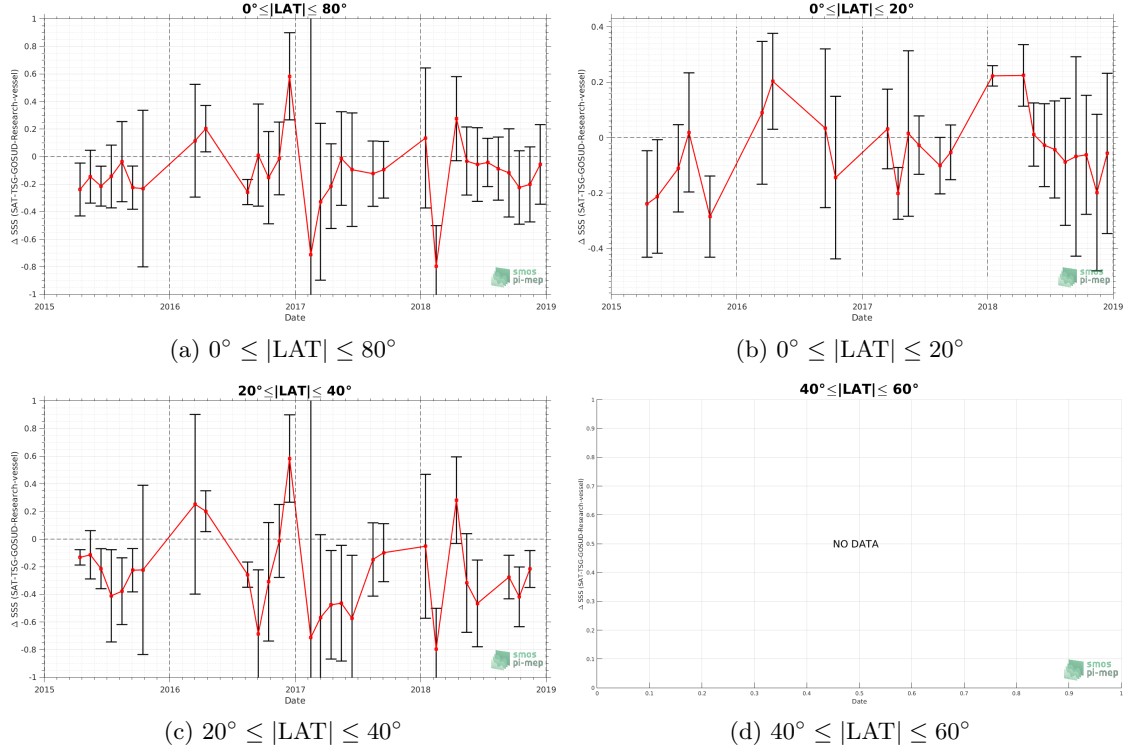 0°≤|LAT|≤ 80°
1
0.8
0.6
0.4
0.2
0
-0.2
-0.4
-0.6
-0.8
-1
Δ SSS (SAT-TSG-GOSUD-Research-vessel)
2015
2016
2017
2018
2019
Date
smos
pi-mep
(a) 0° ≤ |LAT| ≤ 80°
0°≤|LAT|≤ 20°
0.4
0.2
0
-0.2
-0.4
Δ SSS (SAT-TSG-GOSUD-Research-vessel)
2015
2016
2017
2018
2019
Date
smos
pi-mep
(b) 0° ≤ |LAT| ≤ 20°
20°≤|LAT|≤ 40°
1
0.8
0.6
0.4
0.2
0
-0.2
-0.4
-0.6
-0.8
-1
Δ SSS (SAT-TSG-GOSUD-Research-vessel)
2015
2016
2017
2018
2019
Date
smos
pi-mep
(c) 20° ≤ |LAT| ≤ 40°
40°≤|LAT|≤ 60°
1
0.9
0.8
0.7
0.6
0.5
0.4
0.3
0.2
0.1
0
Δ SSS (SAT-TSG-GOSUD-Research-vessel)
NO DATA
0
0.1
0.2
0.3
0.4
0.5
0.6
0.7
0.8
0.9
1
Date
smos
pi-mep
(d) 40° ≤ |LAT| ≤ 60°